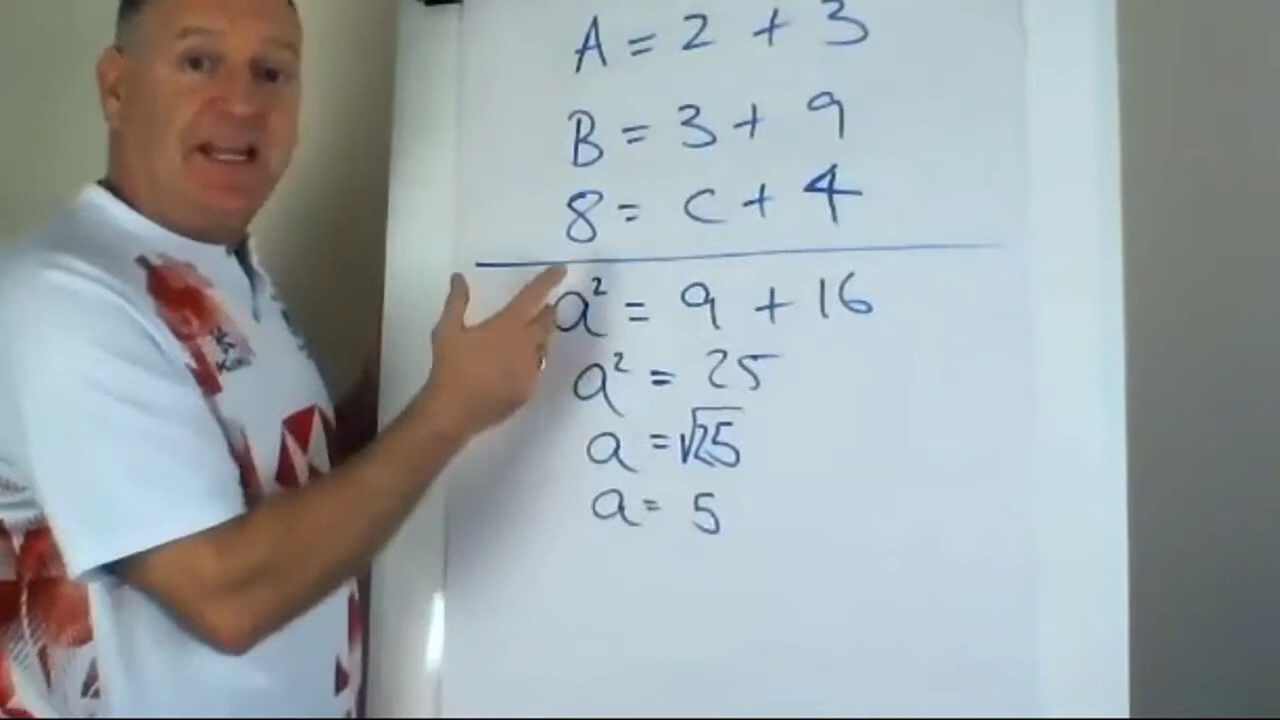 A = 2 + 3
B = 3 + 9
8 = C + 4
a² = 9 + 16
a² = 25
a = √25
a = 5